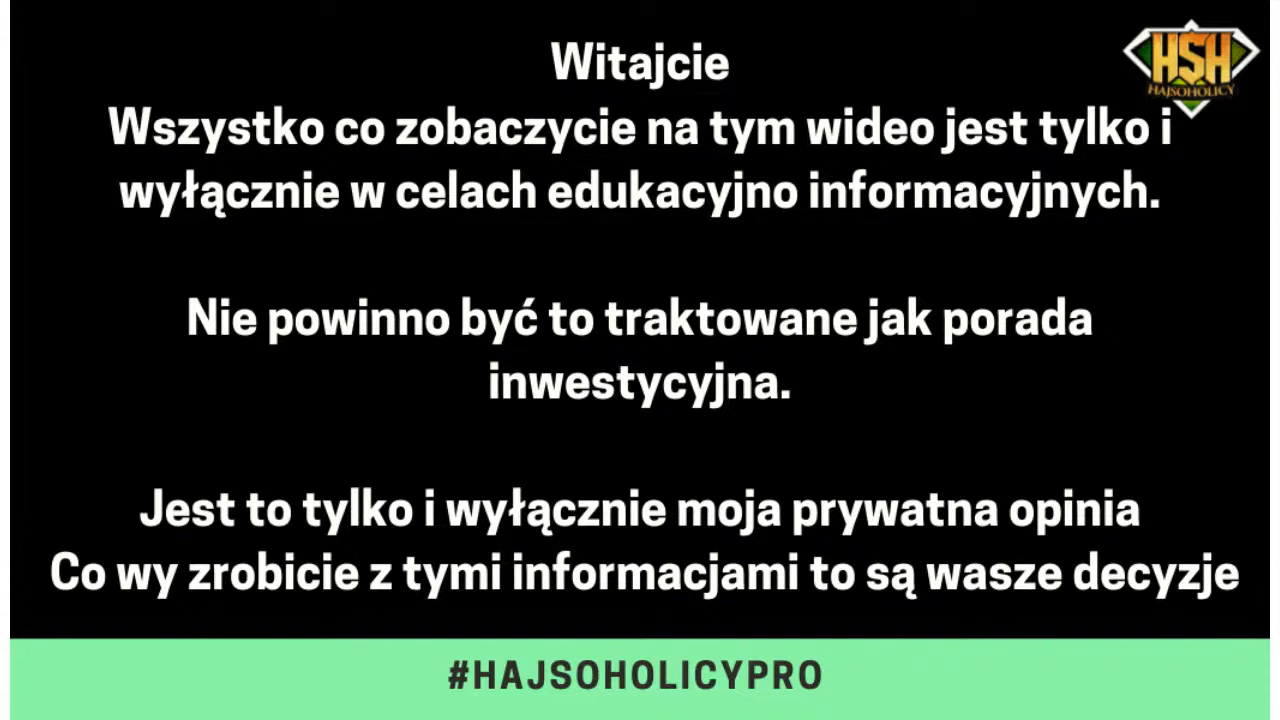 Witajcie
H$H
HAJSOHOLICY
Wszystko co zobaczycie na tym wideo jest tylko i
wyłącznie w celach edukacyjno informacyjnych.
Nie powinno być to traktowane jak porada
inwestycyjna.
Jest to tylko i wyłącznie moja prywatna opinia
Co wy zrobicie z tymi informacjami to są wasze decyzje
#HAJSOHOLICYPRO